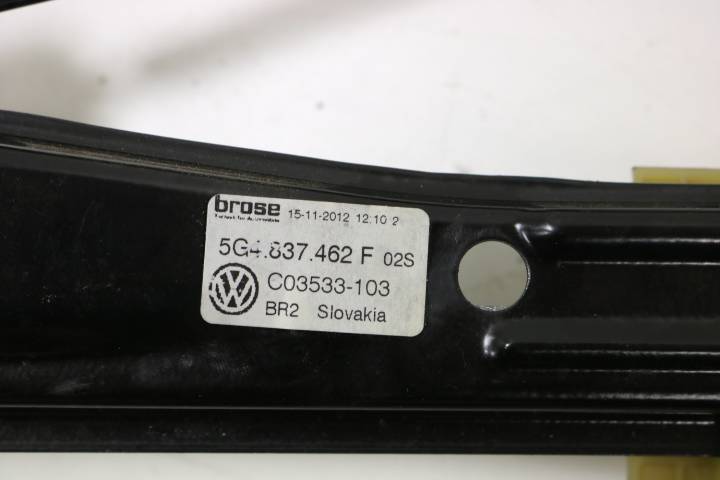 brose 15-11-2012 12.10 2
5G4.837.462 F 02S
C03533-103
BR2 Slovakia